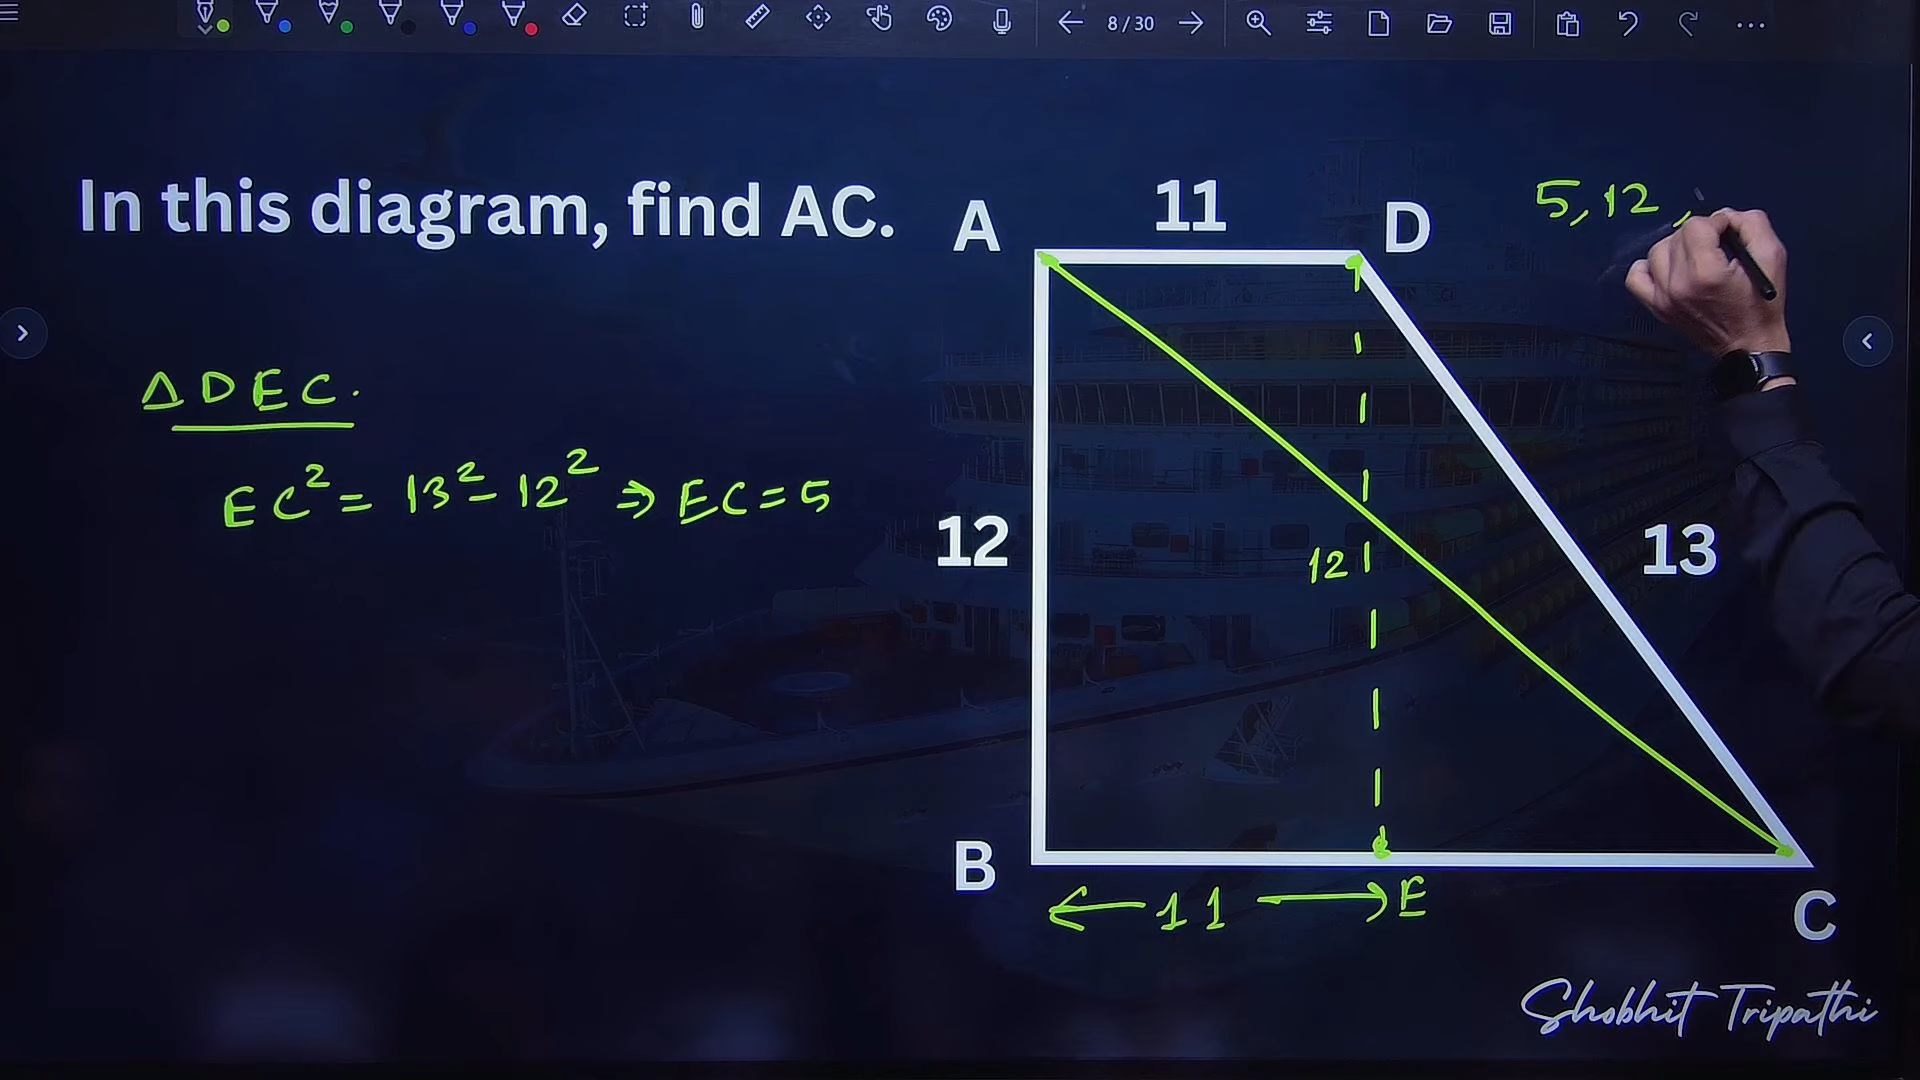 8 / 30
In this diagram, find AC.
A
11
D
5, 12,
Δ DEC.
EC² = 13² - 12² ⇒ EC = 5
12
12
13
B
11
E
C
Shobhit Tripathi